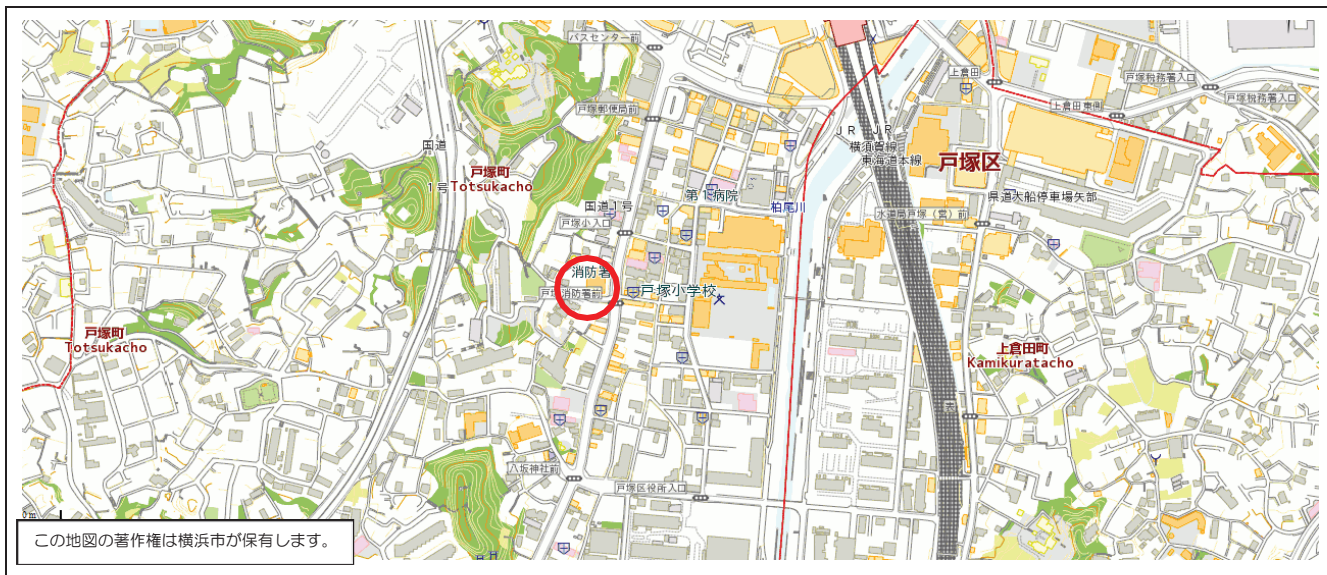 バスセンター前
上倉田
戸塚税務署入口
戸塚税務署入口
戸塚郵便局前
上倉田東側
国道
1号
JR JR
横須賀線
東海道本線
戸塚区
戸塚町
Totsukacho
第1病院
国道1号
柏尾川
県道大船停車場矢部
戸塚小入口
水道局戸塚(営)前
消防署
戸塚消防署前
戸塚小学校
戸塚町
Totsukacho
上倉田町
Kamikuratacho
八坂神社前
戸塚区役所入口
この地図の著作権は横浜市が保有します。